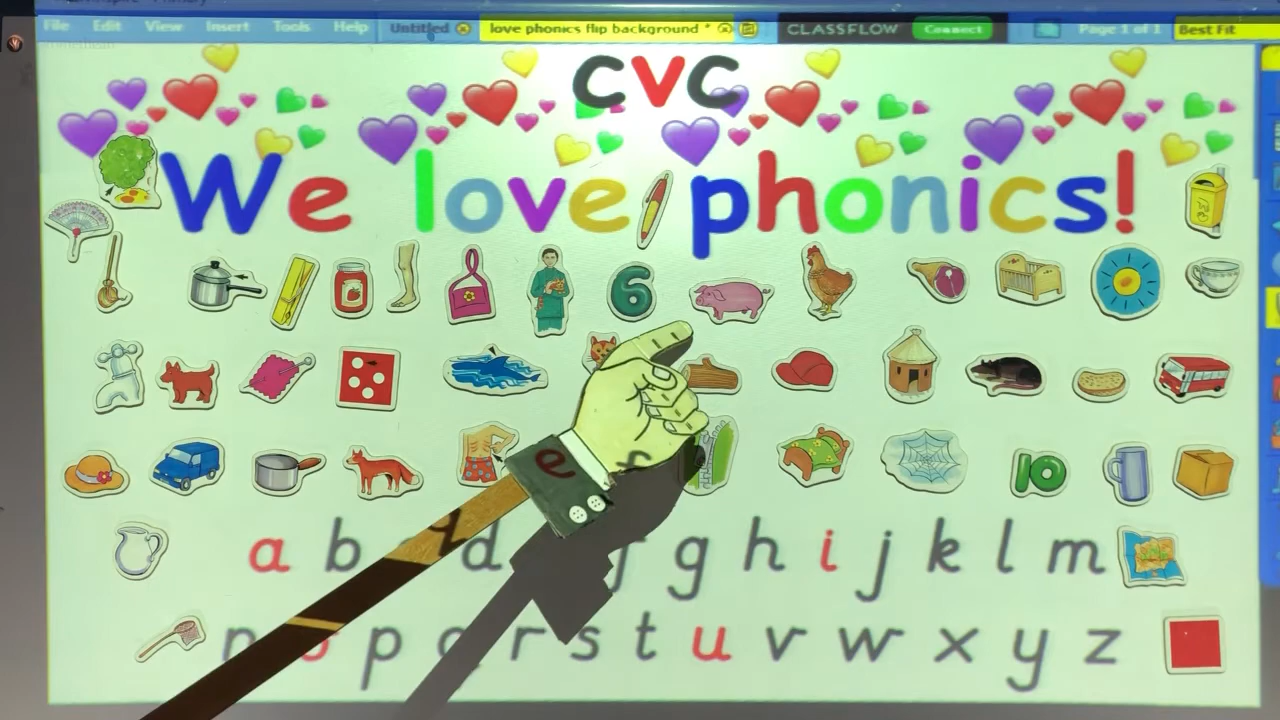 File Edit View Insert Tools Help Untitled love phonics flip background * CLASSFLOW Connect Page 1 of 1 Best Fit
cvc
We love phonics!
6
10
a b d e f g h i j k l m
n o p q r s t u v w x y z